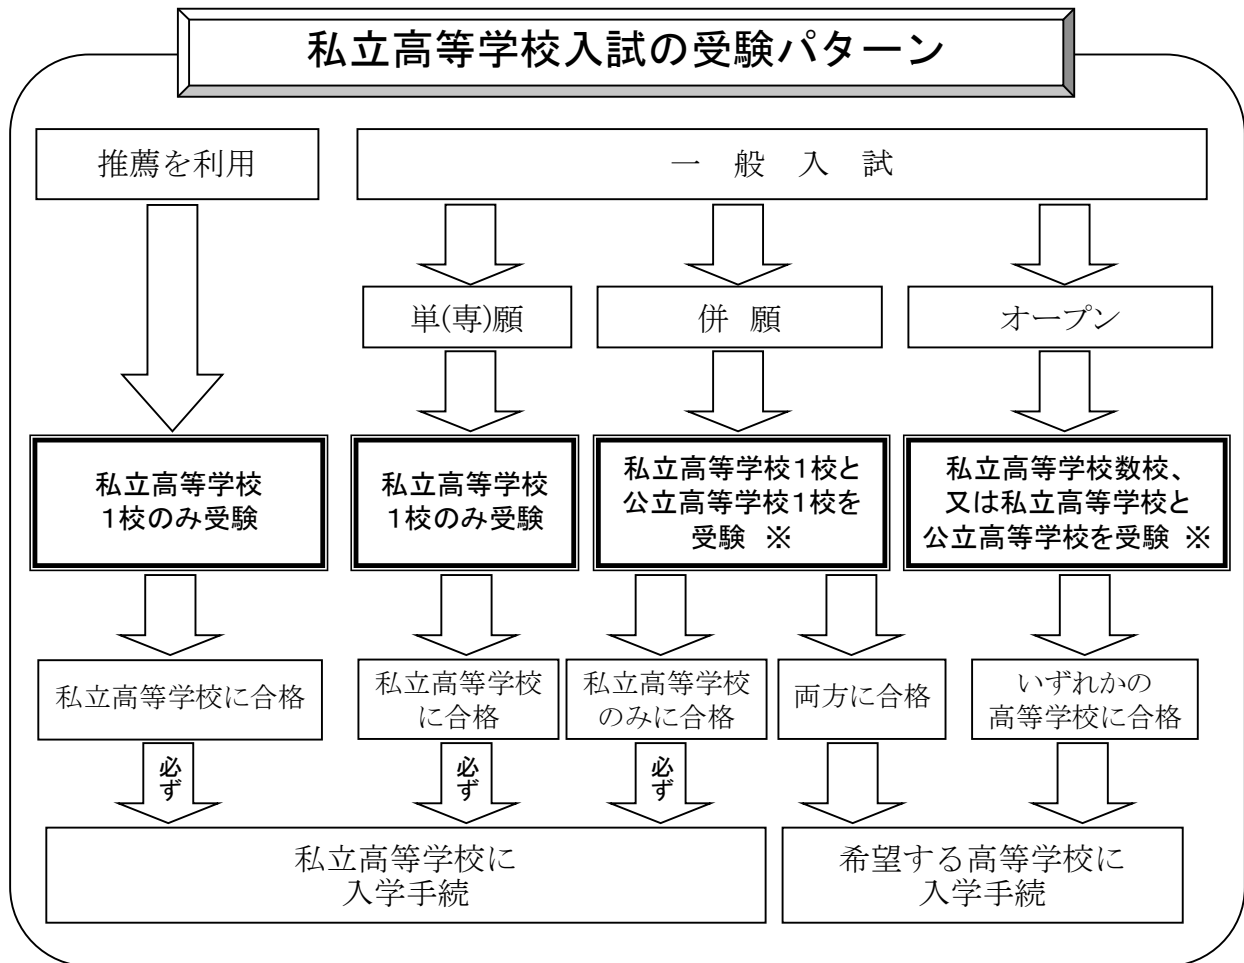 私立高等学校入試の受験パターン
推薦を利用
一般入試
単(専)願
併願
オープン
私立高等学校
1校のみ受験
私立高等学校
1校のみ受験
私立高等学校1校と
公立高等学校1校を
受験 ※
私立高等学校数校、
又は私立高等学校と
公立高等学校を受験 ※
私立高等学校に合格
私立高等学校
に合格
私立高等学校
のみに合格
両方に合格
いずれかの
高等学校に合格
必ず
必ず
必ず
私立高等学校に
入学手続
希望する高等学校に
入学手続